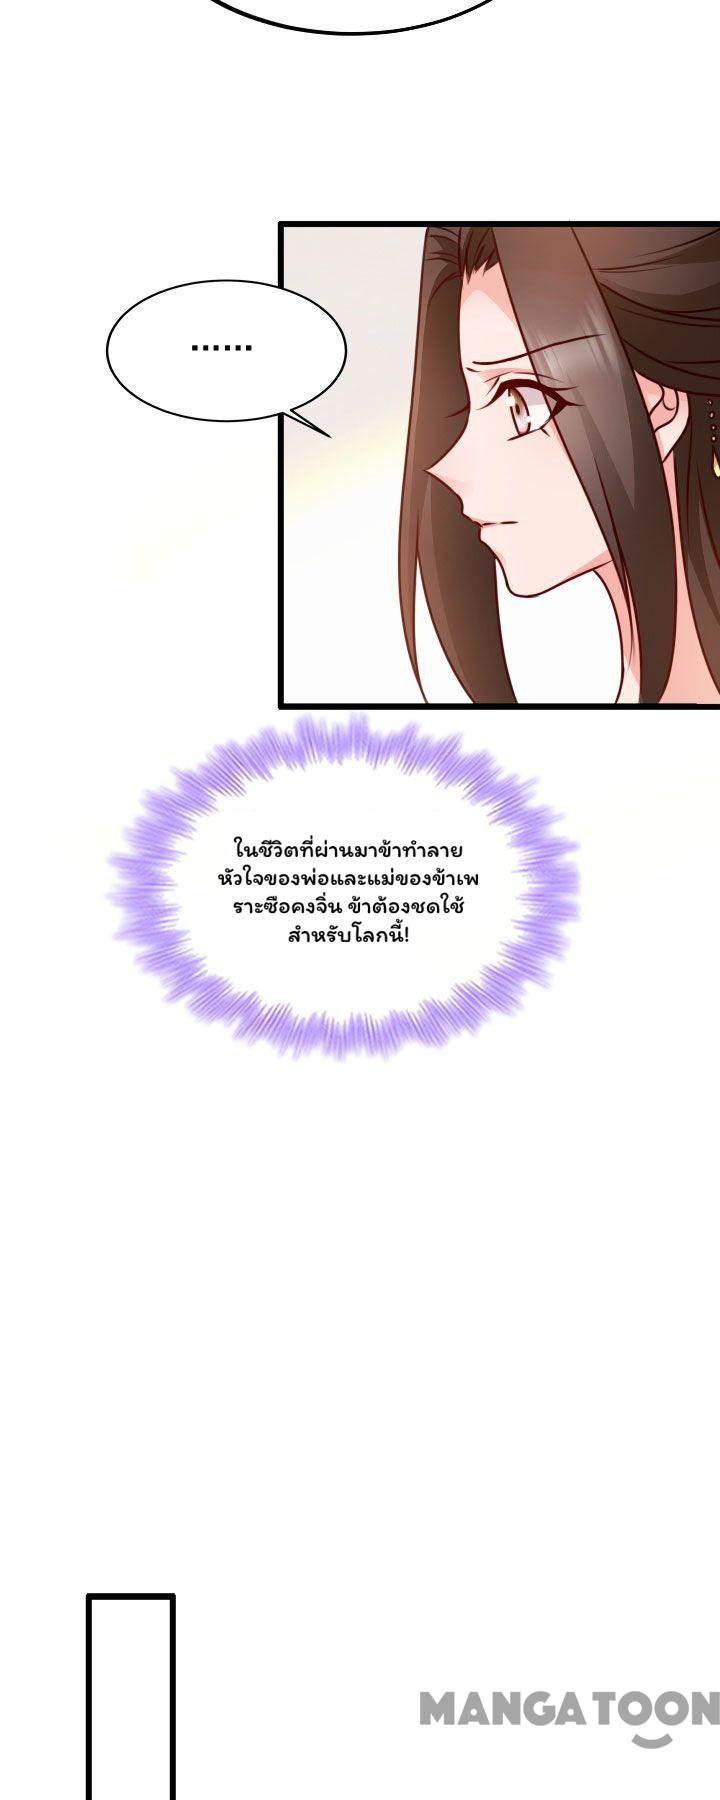 ......
ในชีวิตที่ผ่านมาข้าทำลาย
หัวใจของพ่อและแม่ของข้าเพ
ราะซือคงจิ่น ข้าต้องชดใช้
สำหรับโลกนี้!
MANGATOON